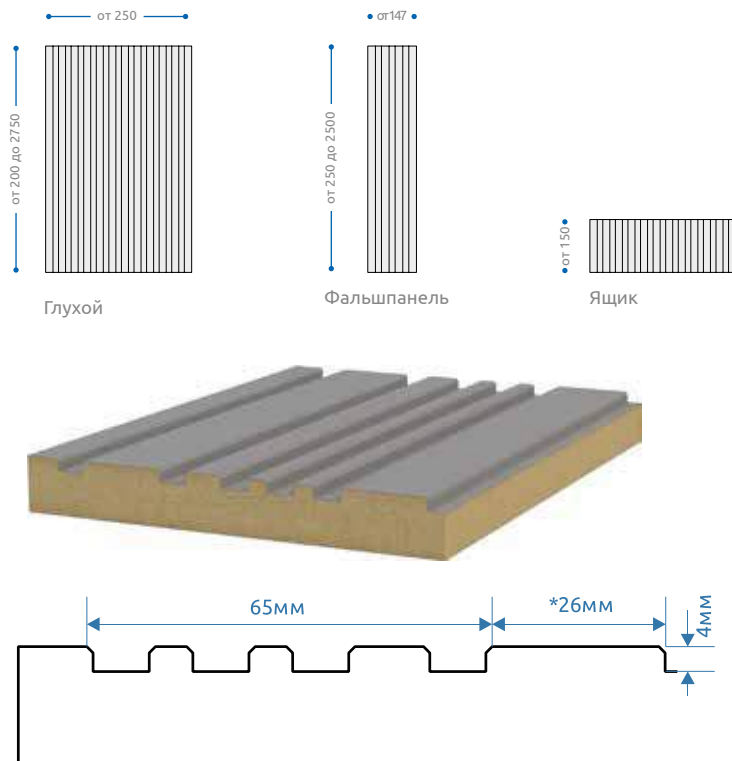 от 250
от147
от 200 до 2750
от 250 до 2500
от 150
Глухой
Фальшпанель
Ящик
65мм
*26мм
4мм